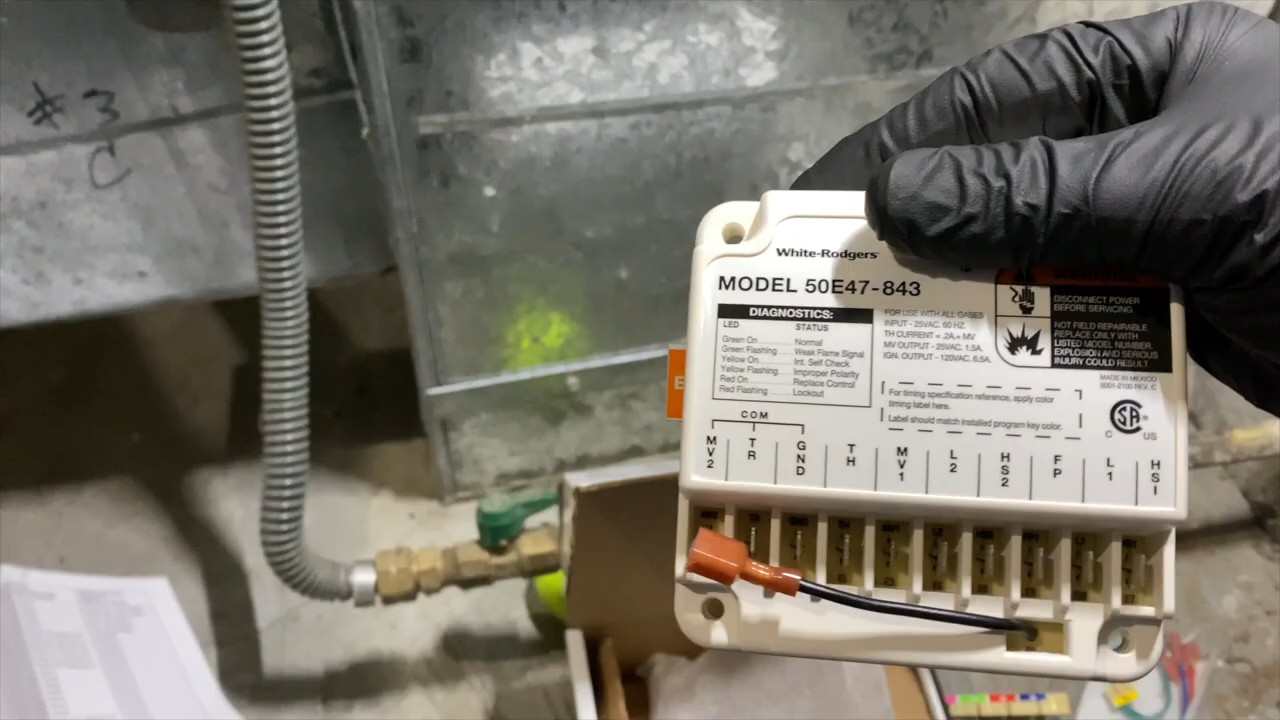 #3
C
White-Rodgers
MODEL 50E47-843
DIAGNOSTICS:
LED STATUS
Green On Normal
Green Flashing Weak Flame Signal
Yellow On Int. Self Check
Yellow Flashing Improper Polarity
Red On Replace Control
Red Flashing Lockout
FOR USE WITH ALL GASES
INPUT - 25VAC. 60 HZ.
TH CURRENT = .2A + MV
MV OUTPUT - 25VAC. 1.5A.
IGN. OUTPUT - 120VAC. 6.5A.
For timing specification reference, apply color
timing label here.
Label should match installed program key color.
DISCONNECT POWER
BEFORE SERVICING.
NOT FIELD REPAIRABLE
REPLACE ONLY WITH
LISTED MODEL NUMBER.
EXPLOSION AND SERIOUS
INJURY COULD RESULT
MADE IN MEXICO
C US
COM
MV2 TR GND TH MV1 L2 HS2 FP L1 HS1
E